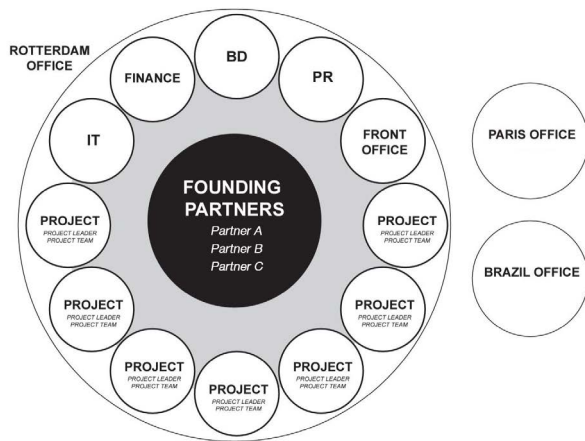 ROTTERDAM
OFFICE
BD
FINANCE
PR
IT
FRONT
OFFICE
FOUNDING
PARTNERS
Partner A
Partner B
Partner C
PROJECT
PROJECT LEADER
PROJECT TEAM
PROJECT
PROJECT LEADER
PROJECT TEAM
PROJECT
PROJECT LEADER
PROJECT TEAM
PROJECT
PROJECT LEADER
PROJECT TEAM
PROJECT
PROJECT LEADER
PROJECT TEAM
PROJECT
PROJECT LEADER
PROJECT TEAM
PROJECT
PROJECT LEADER
PROJECT TEAM
PARIS OFFICE
BRAZIL OFFICE